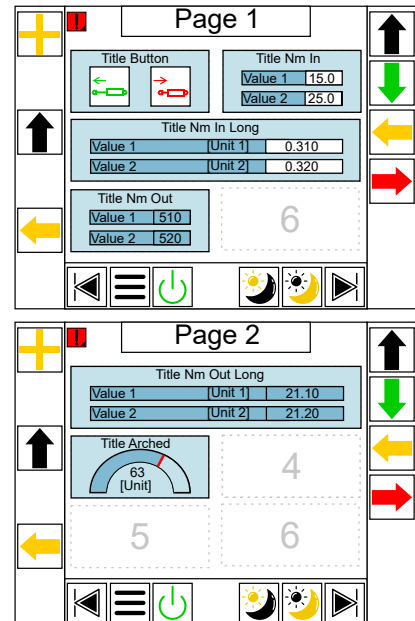 Page 1
Title Button
Title Nm In
Value 1 15.0
Value 2 25.0
Title Nm In Long
Value 1 [Unit 1] 0.310
Value 2 [Unit 2] 0.320
Title Nm Out
Value 1 510
Value 2 520
6
Page 2
Title Nm Out Long
Value 1 [Unit 1] 21.10
Value 2 [Unit 2] 21.20
Title Arched
63
[Unit]
4
5
6